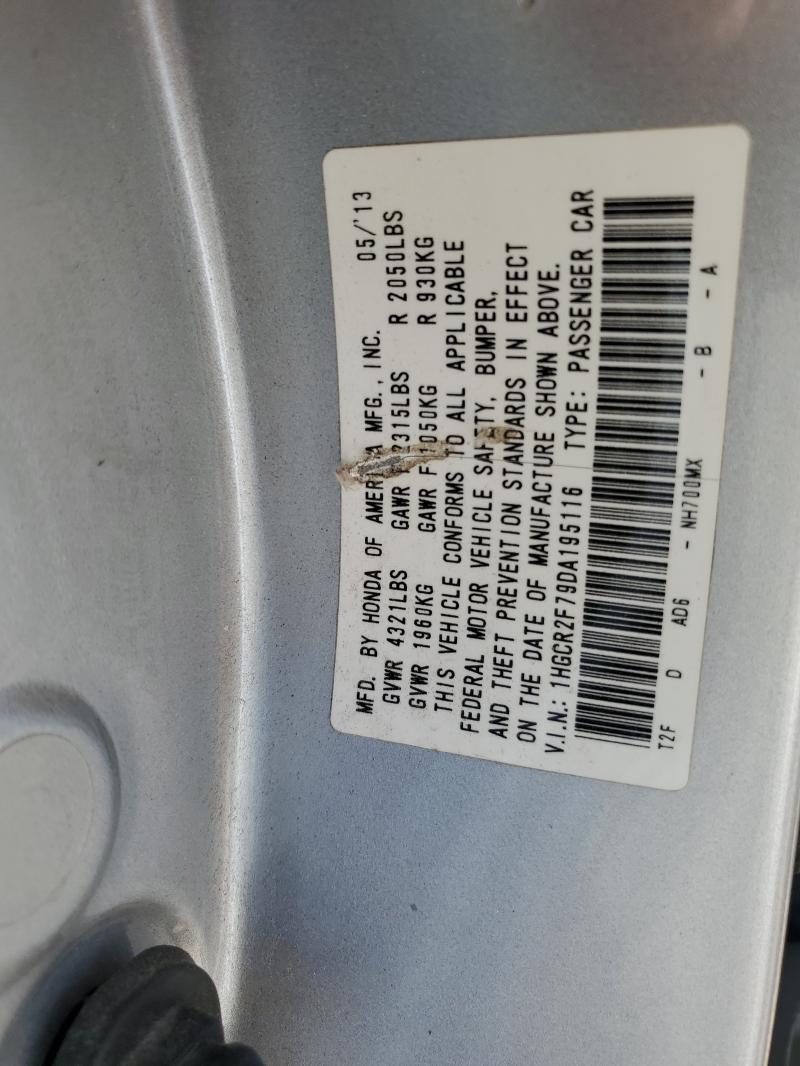 MFD. BY HONDA OF AMERICA MFG., INC. 05/'13
GVWR 4321LBS GAWR F 2315LBS R 2050LBS
GVWR 1960KG GAWR F 1050KG R 930KG
THIS VEHICLE CONFORMS TO ALL APPLICABLE
FEDERAL MOTOR VEHICLE SAFETY, BUMPER,
AND THEFT PREVENTION STANDARDS IN EFFECT
ON THE DATE OF MANUFACTURE SHOWN ABOVE.
V.I.N.: 1HGCR2F79DA195116 TYPE: PASSENGER CAR
T2F D AD6 - NH700MX - B - A